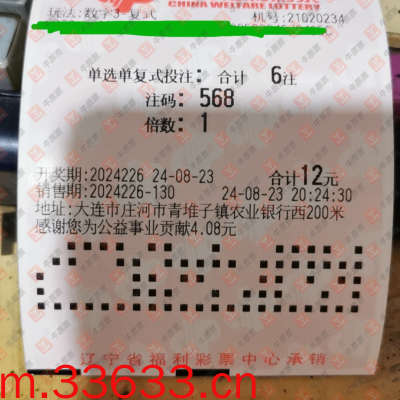 CHINA WELFARE LOTTERY
玩法:数字3-复式 机号:21020234
单选单复式投注: 合计 6注
注码: 568
倍数: 1
开奖期:2024226 24-08-23 合计12元
销售期:2024226-130 24-08-23 20:24:30
地址:大连市庄河市青堆子镇农业银行西200米
感谢您为公益事业贡献4.08元
辽宁省福利彩票中心承销
m.33633.cn